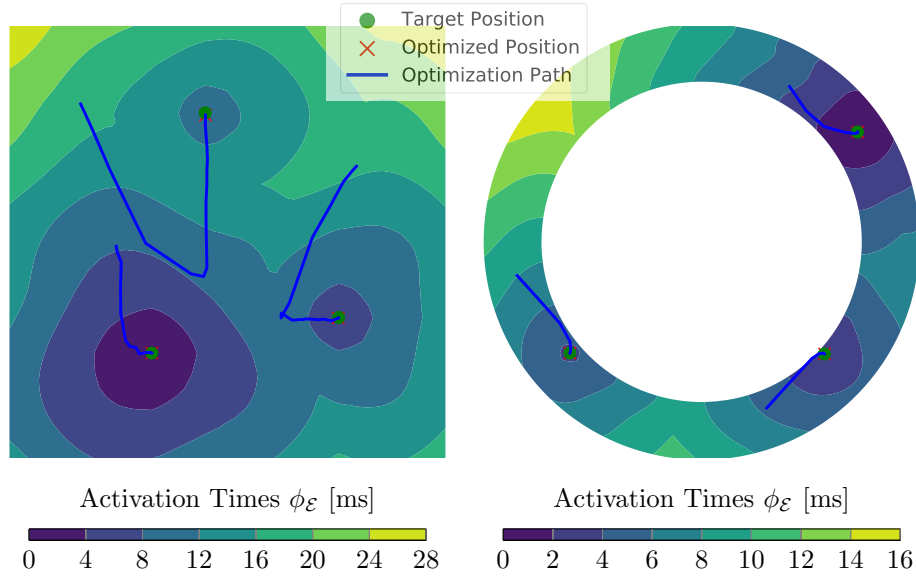 Target Position
Optimized Position
Optimization Path
Activation Times ϕ_ℰ [ms]
0 4 8 12 16 20 24 28
Activation Times ϕ_ℰ [ms]
0 2 4 6 8 10 12 14 16